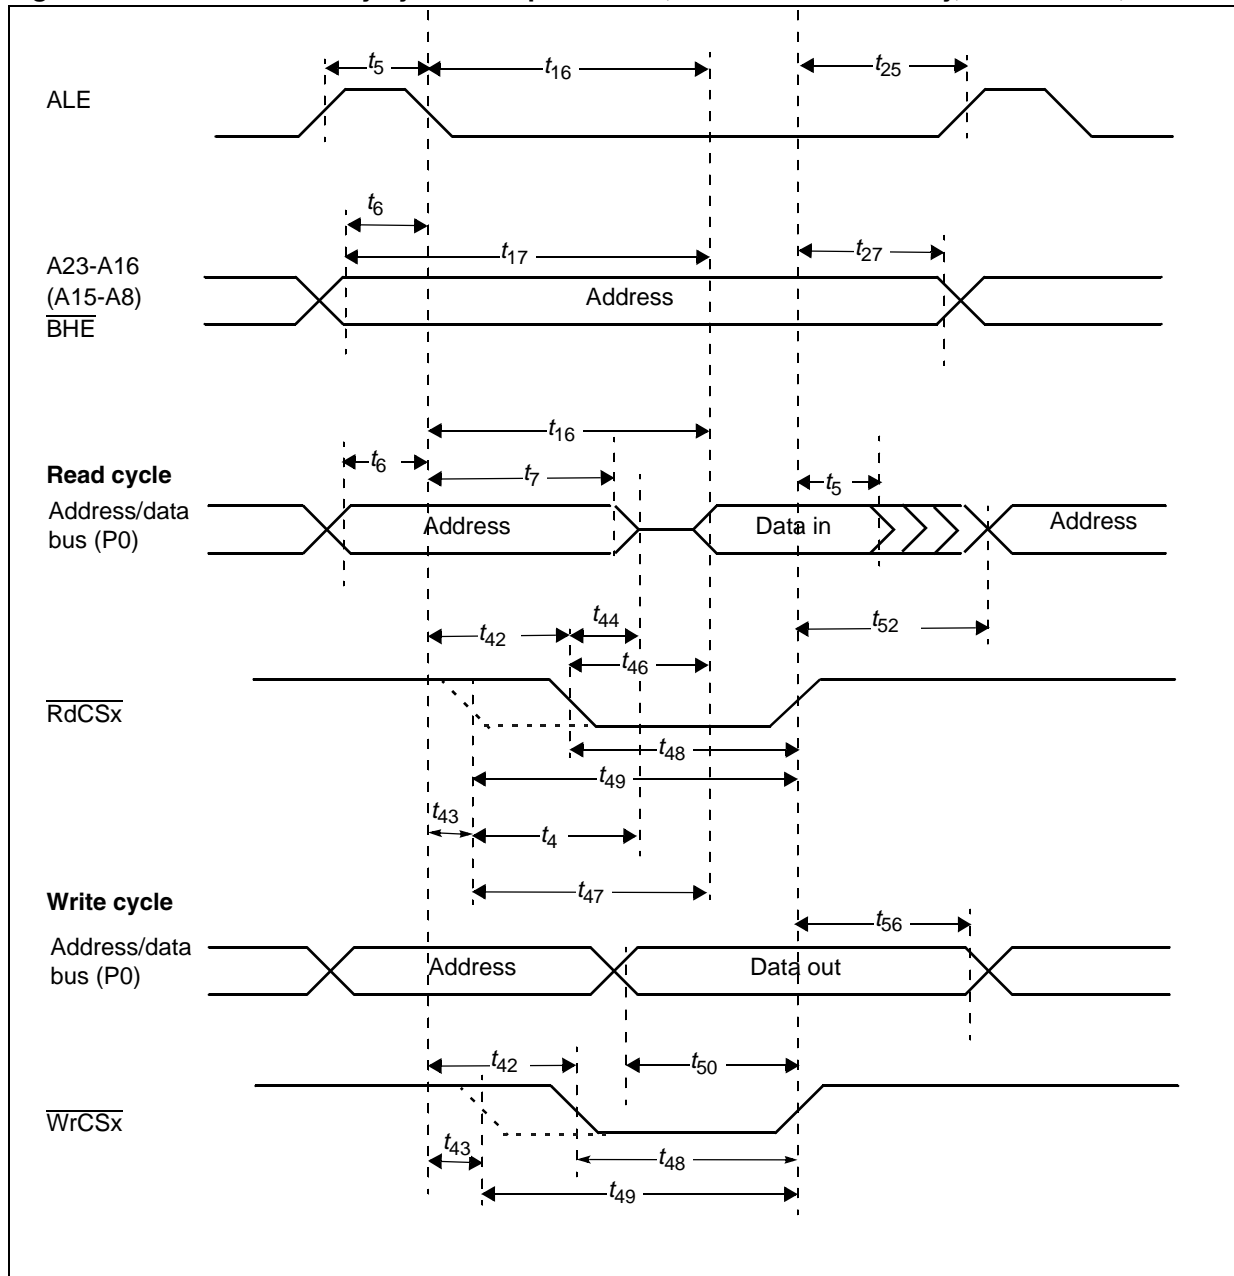 t5
t16
t25
ALE
t6
t17
t27
A23-A16
(A15-A8)
BHE
Address
t16
t6
t7
t5
Read cycle
Address/data
bus (P0)
Address
Data in
Address
t42
t44
t52
t46
RdCSx
t48
t49
t43
t4
t47
Write cycle
t56
Address/data
bus (P0)
Address
Data out
t42
t50
WrCSx
t43
t48
t49